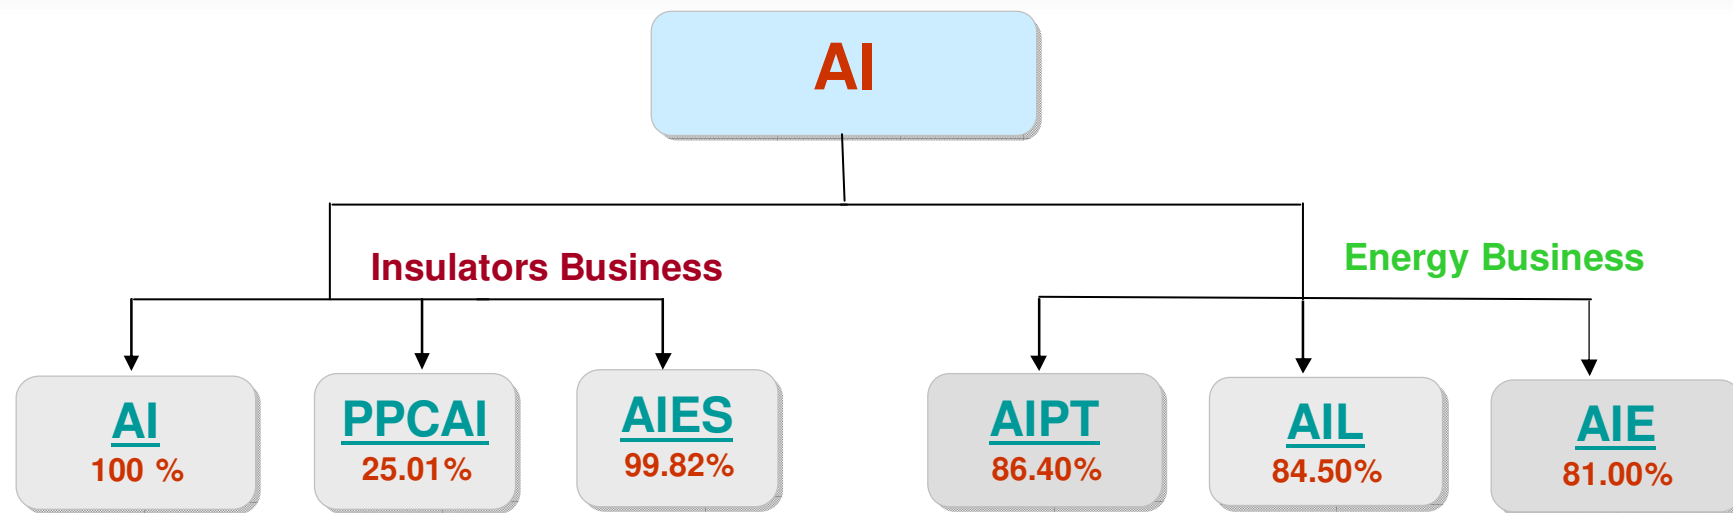 AI
Insulators Business
Energy Business
AI
100 %
PPCAI
25.01%
AIES
99.82%
AIPT
86.40%
AIL
84.50%
AIE
81.00%